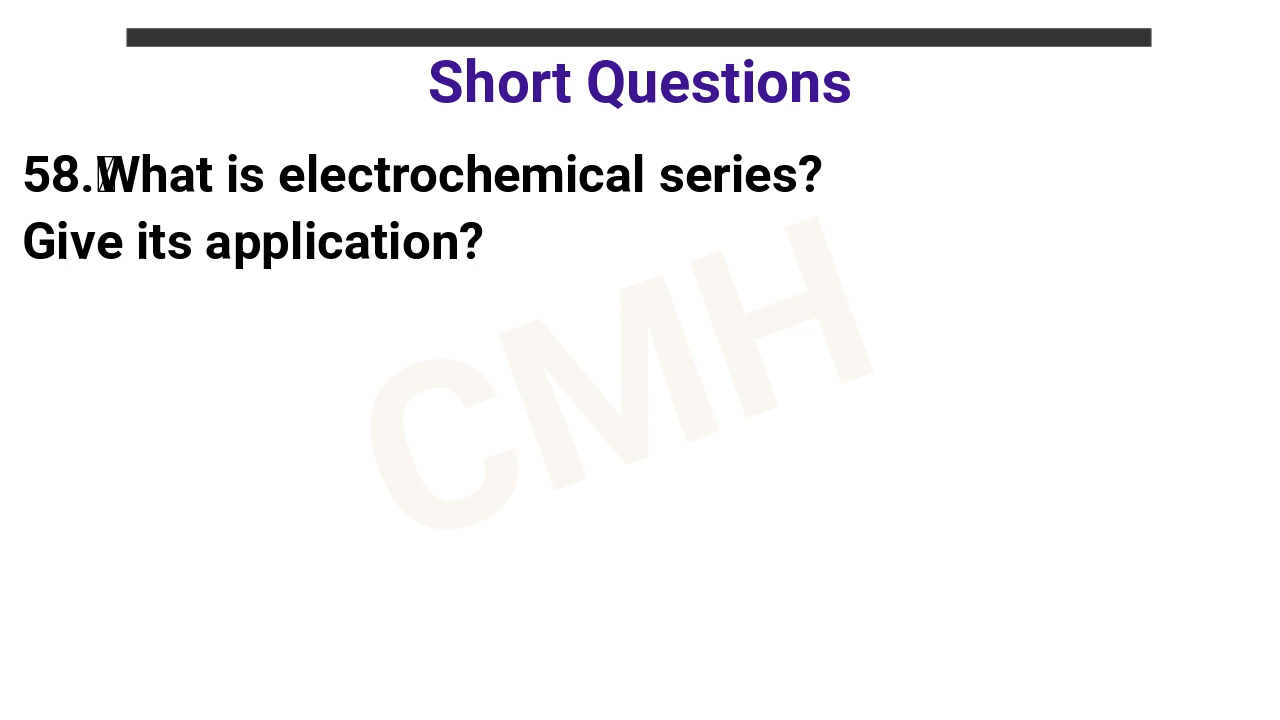 Short Questions
58. What is electrochemical series?
Give its application?
CMH